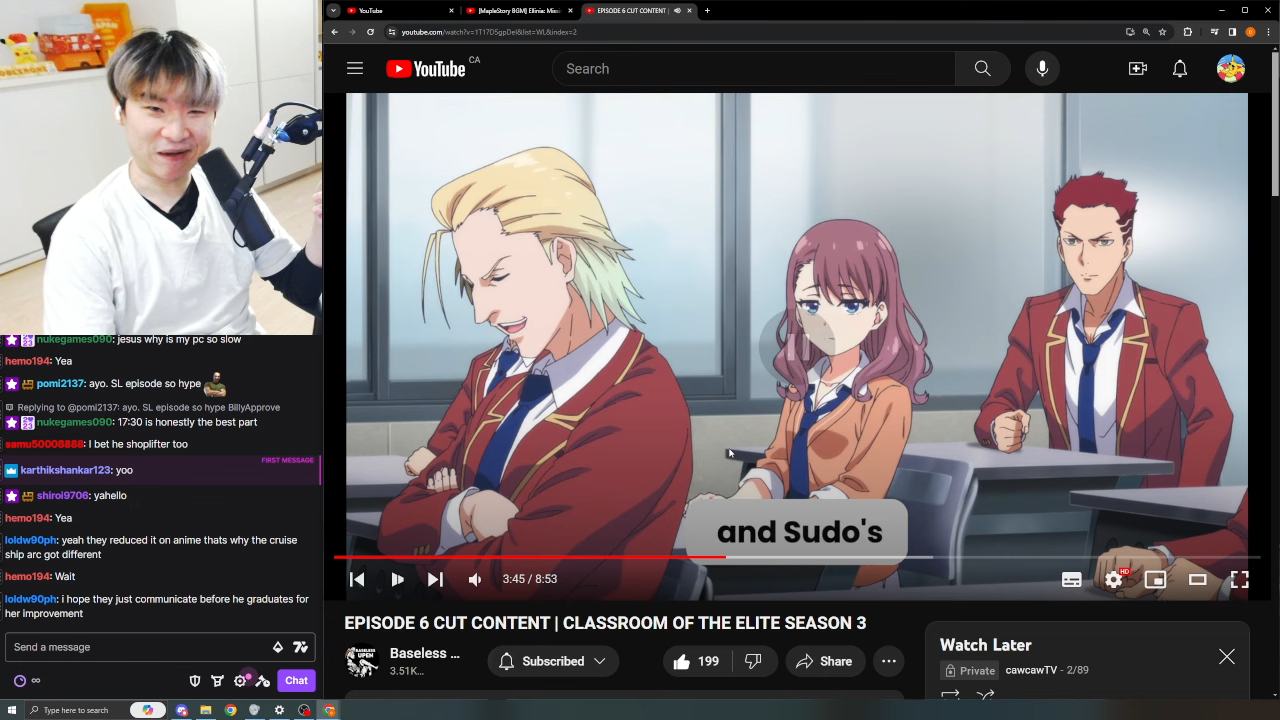 YouTube
[MapleStory BGM] Ellinia: Missi
EPISODE 6 CUT CONTENT |
youtube.com/watch?v=1T17D5gpDeI&list=WL&index=2
YouTube CA
Search
and Sudo's
3:45 / 8:53
HD
EPISODE 6 CUT CONTENT | CLASSROOM OF THE ELITE SEASON 3
BASELESS
UPEN
Baseless ...
3.51K...
Subscribed
199
Share
Watch Later
Private
cawcawTV - 2/89
nukegames090: jesus why is my pc so slow
hemo194: Yea
pomi2137: ayo. SL episode so hype
Replying to @pomi2137: ayo. SL episode so hype BillyApprove
nukegames090: 17:30 is honestly the best part
samu50008888: I bet he shoplifter too
FIRST MESSAGE
karthikshankar123: yoo
shiroi9706: yahello
hemo194: Yea
loldw90ph: yeah they reduced it on anime thats why the cruise
ship arc got different
hemo194: Wait
loldw90ph: i hope they just communicate before he graduates for
her improvement
Send a message
Chat
Type here to search